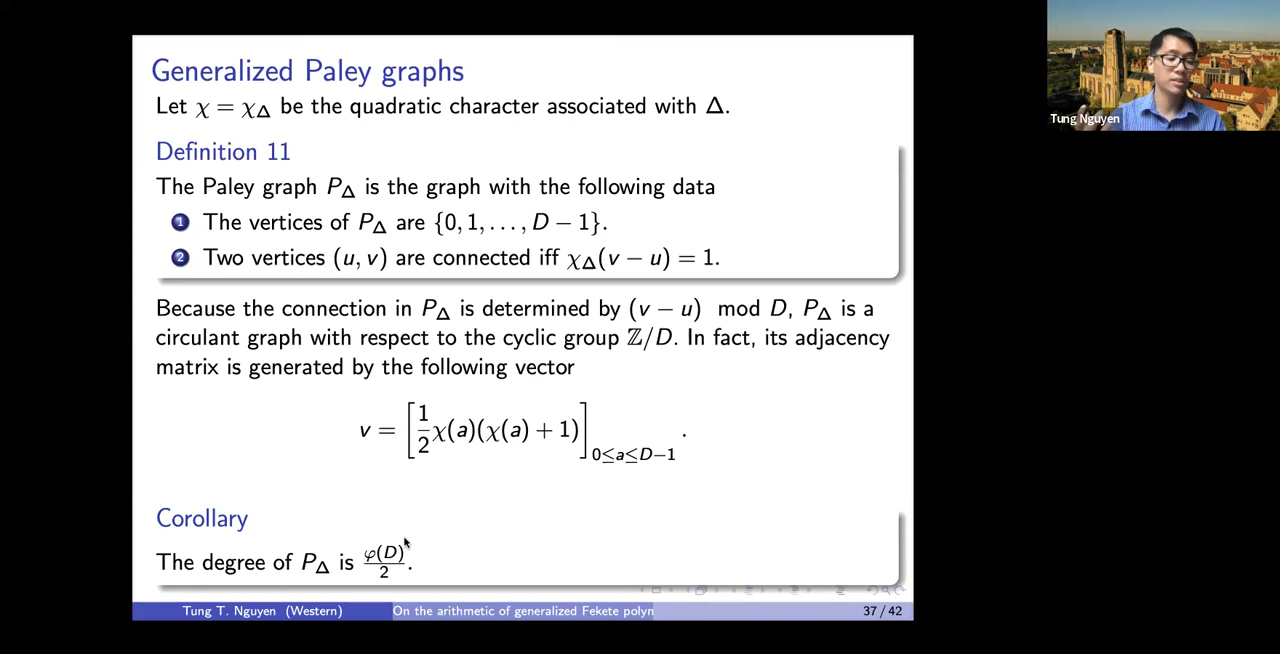 Generalized Paley graphs
Let χ = χ_Δ be the quadratic character associated with Δ.
Definition 11
The Paley graph P_Δ is the graph with the following data
1 The vertices of P_Δ are {0, 1, . . . , D − 1}.
2 Two vertices (u, v) are connected iff χ_Δ(v − u) = 1.
Because the connection in P_Δ is determined by (v − u) mod D, P_Δ is a
circulant graph with respect to the cyclic group ℤ/D. In fact, its adjacency
matrix is generated by the following vector
v = [1/2 χ(a)(χ(a) + 1)]_{0≤a≤D−1} .
Corollary
The degree of P_Δ is φ(D)/2.
Tung T. Nguyen (Western) On the arithmetic of generalized Fekete polyn 37 / 42
Tung Nguyen